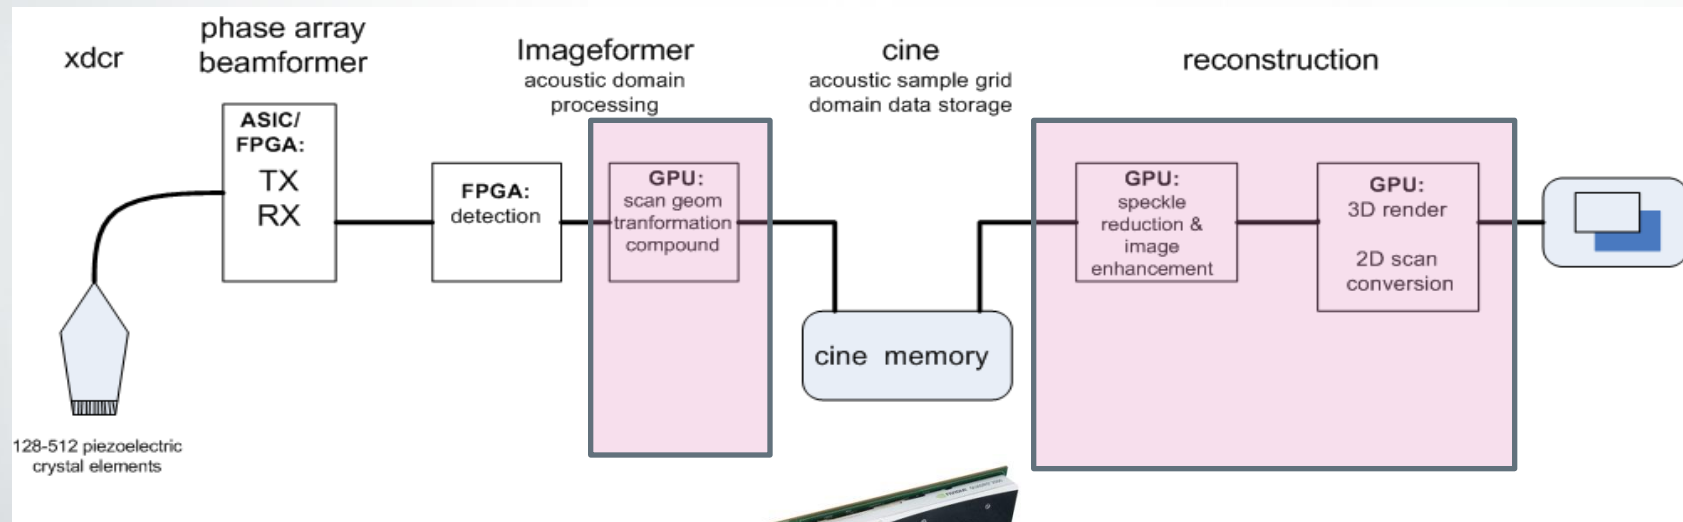 xdcr
phase array
beamformer
Imageformer
acoustic domain
processing
cine
acoustic sample grid
domain data storage
reconstruction
ASIC/
FPGA:
TX
RX
FPGA:
detection
GPU:
scan geom
tranformation
compound
GPU:
speckle
reduction &
image
enhancement
GPU:
3D render
2D scan
conversion
cine memory
128-512 piezoelectric
crystal elements